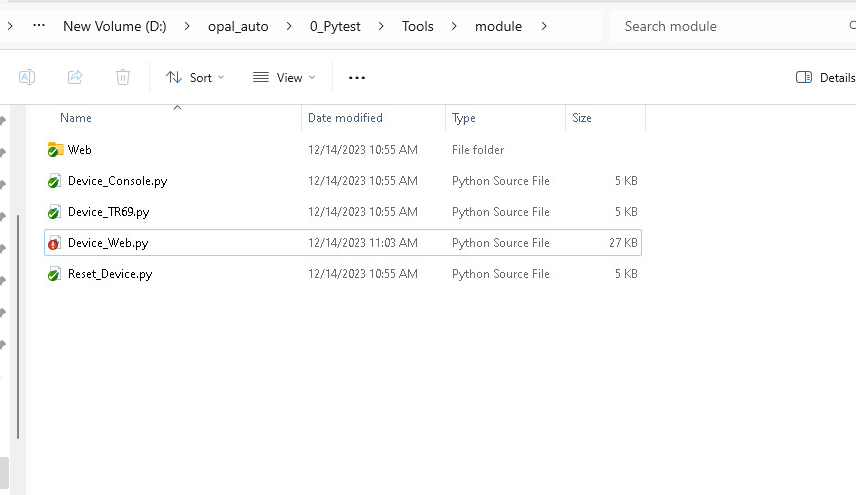 New Volume (D:) opal_auto 0_Pytest Tools module Search module
Sort View ... Details
Name Date modified Type Size
Web 12/14/2023 10:55 AM File folder
Device_Console.py 12/14/2023 10:55 AM Python Source File 5 KB
Device_TR69.py 12/14/2023 10:55 AM Python Source File 5 KB
Device_Web.py 12/14/2023 11:03 AM Python Source File 27 KB
Reset_Device.py 12/14/2023 10:55 AM Python Source File 5 KB